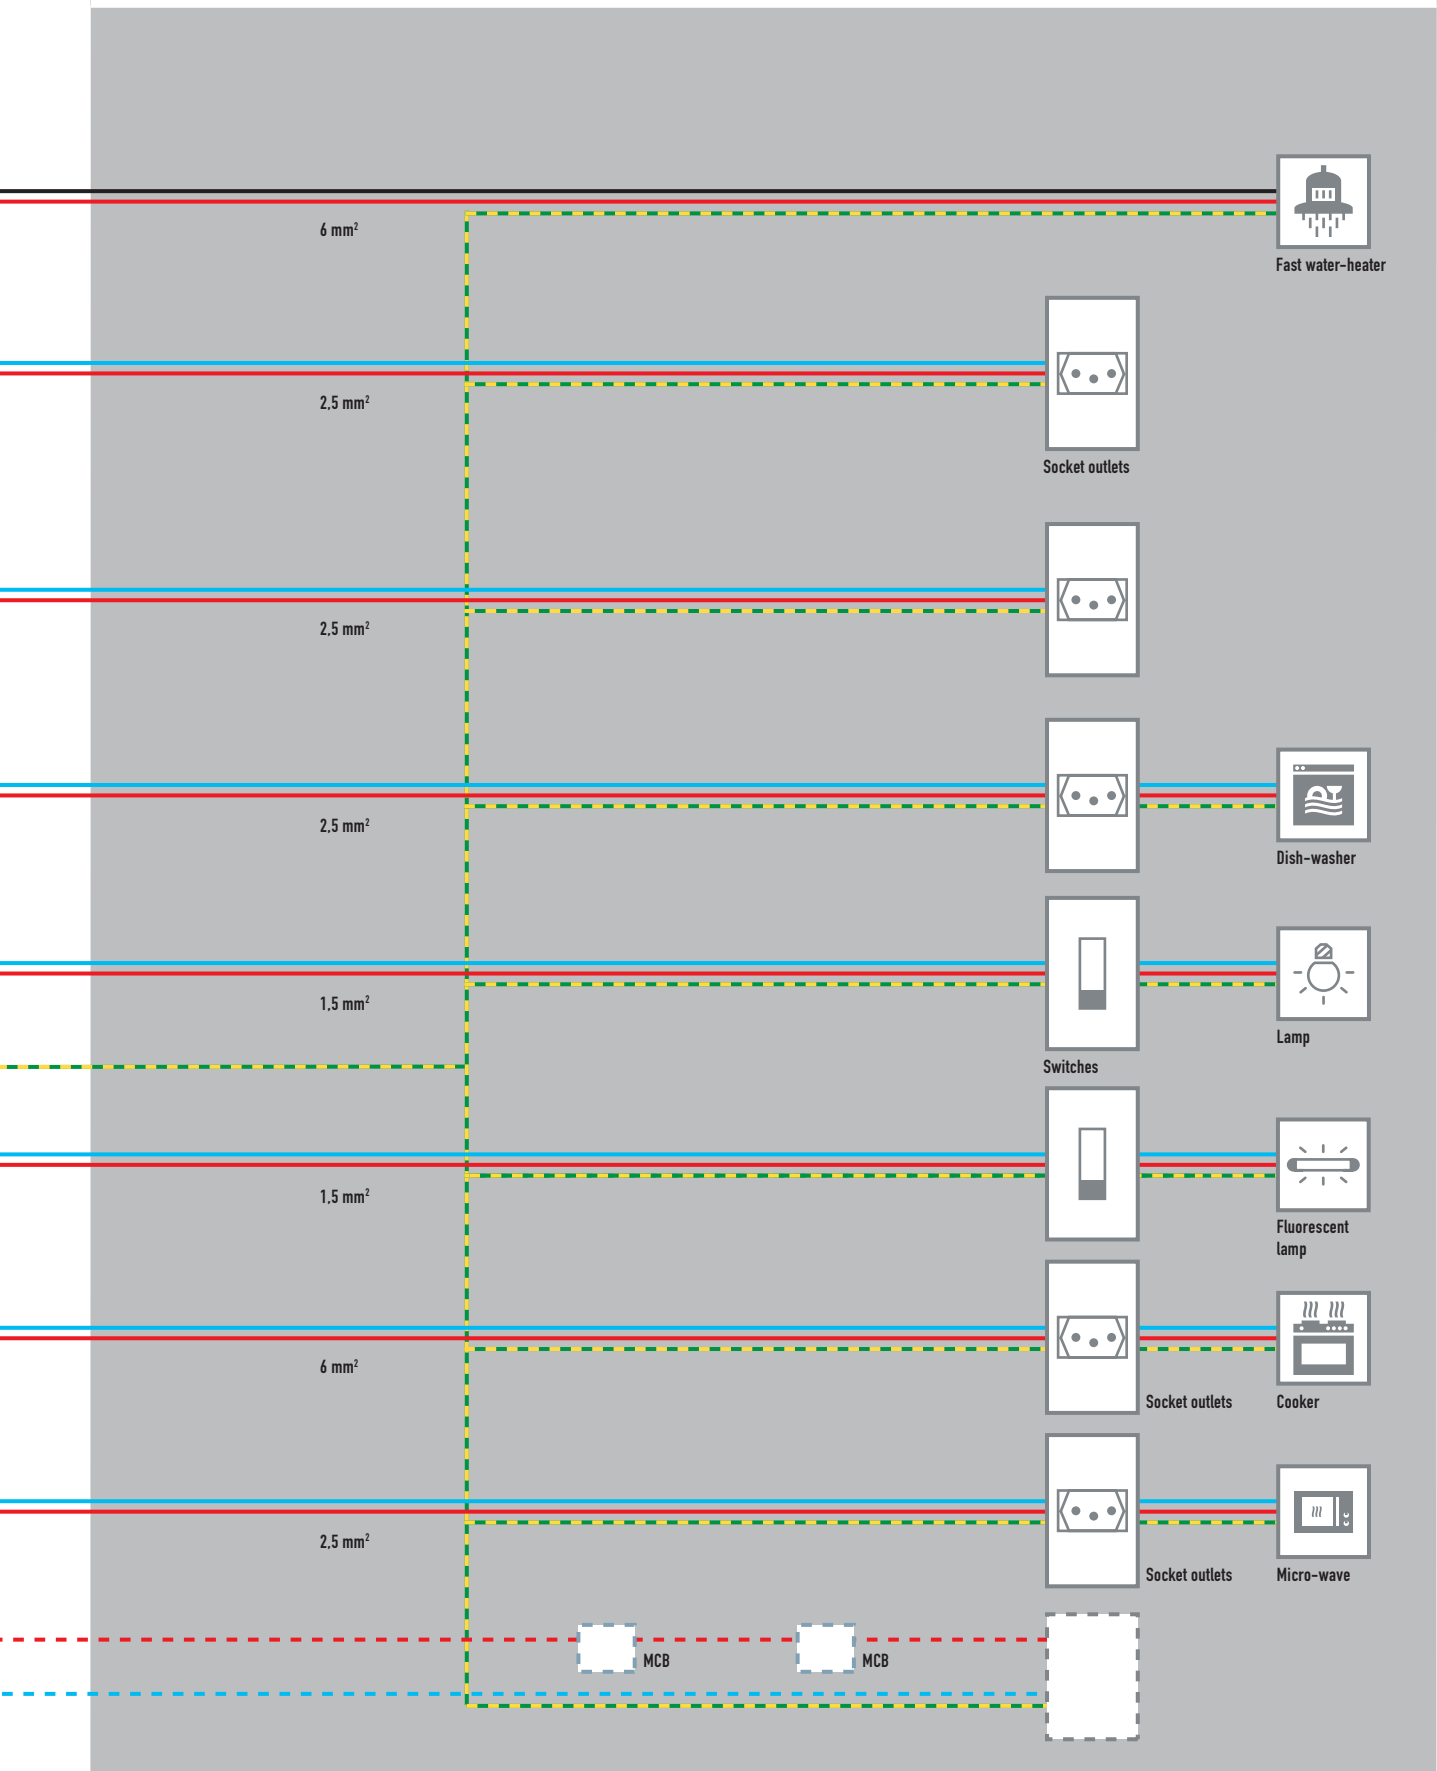 6 mm²
Fast water-heater
2,5 mm²
Socket outlets
2,5 mm²
2,5 mm²
Dish-washer
1,5 mm²
Lamp
Switches
1,5 mm²
Fluorescent
lamp
6 mm²
Socket outlets
Cooker
2,5 mm²
Socket outlets
Micro-wave
MCB
MCB